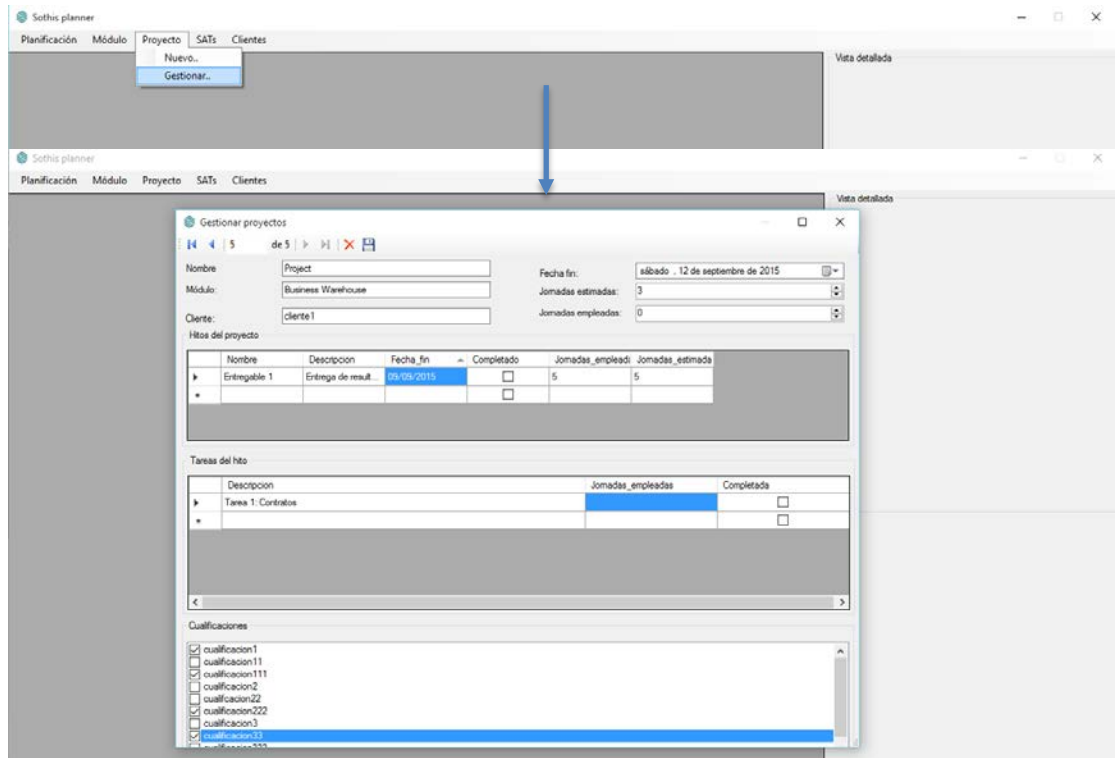 Sothis planner
Planificación Módulo Proyecto SATs Clientes
Nuevo..
Gestionar..
Vista detallada
Sothis planner
Planificación Módulo Proyecto SATs Clientes
Vista detallada
Gestionar proyectos
5 de 5
Nombre Project Fecha fin: sábado , 12 de septiembre de 2015
Módulo: Business Warehouse Jornadas estimadas: 3
Cliente: cliente1 Jornadas empleadas: 0
Hitos del proyecto
Nombre Descripcion Fecha_fin Completado Jornadas_empleadi Jornadas_estimada
Entregable 1 Entrega de result... 09/09/2015 5 5
Tareas del hito
Descripcion Jornadas_empleadas Completada
Tarea 1: Contratos
Cualificaciones
cualificacion1
cualificacion11
cualificacion111
cualificacion2
cualifcacion22
cualificacion222
cualificacion3
cualificacion33